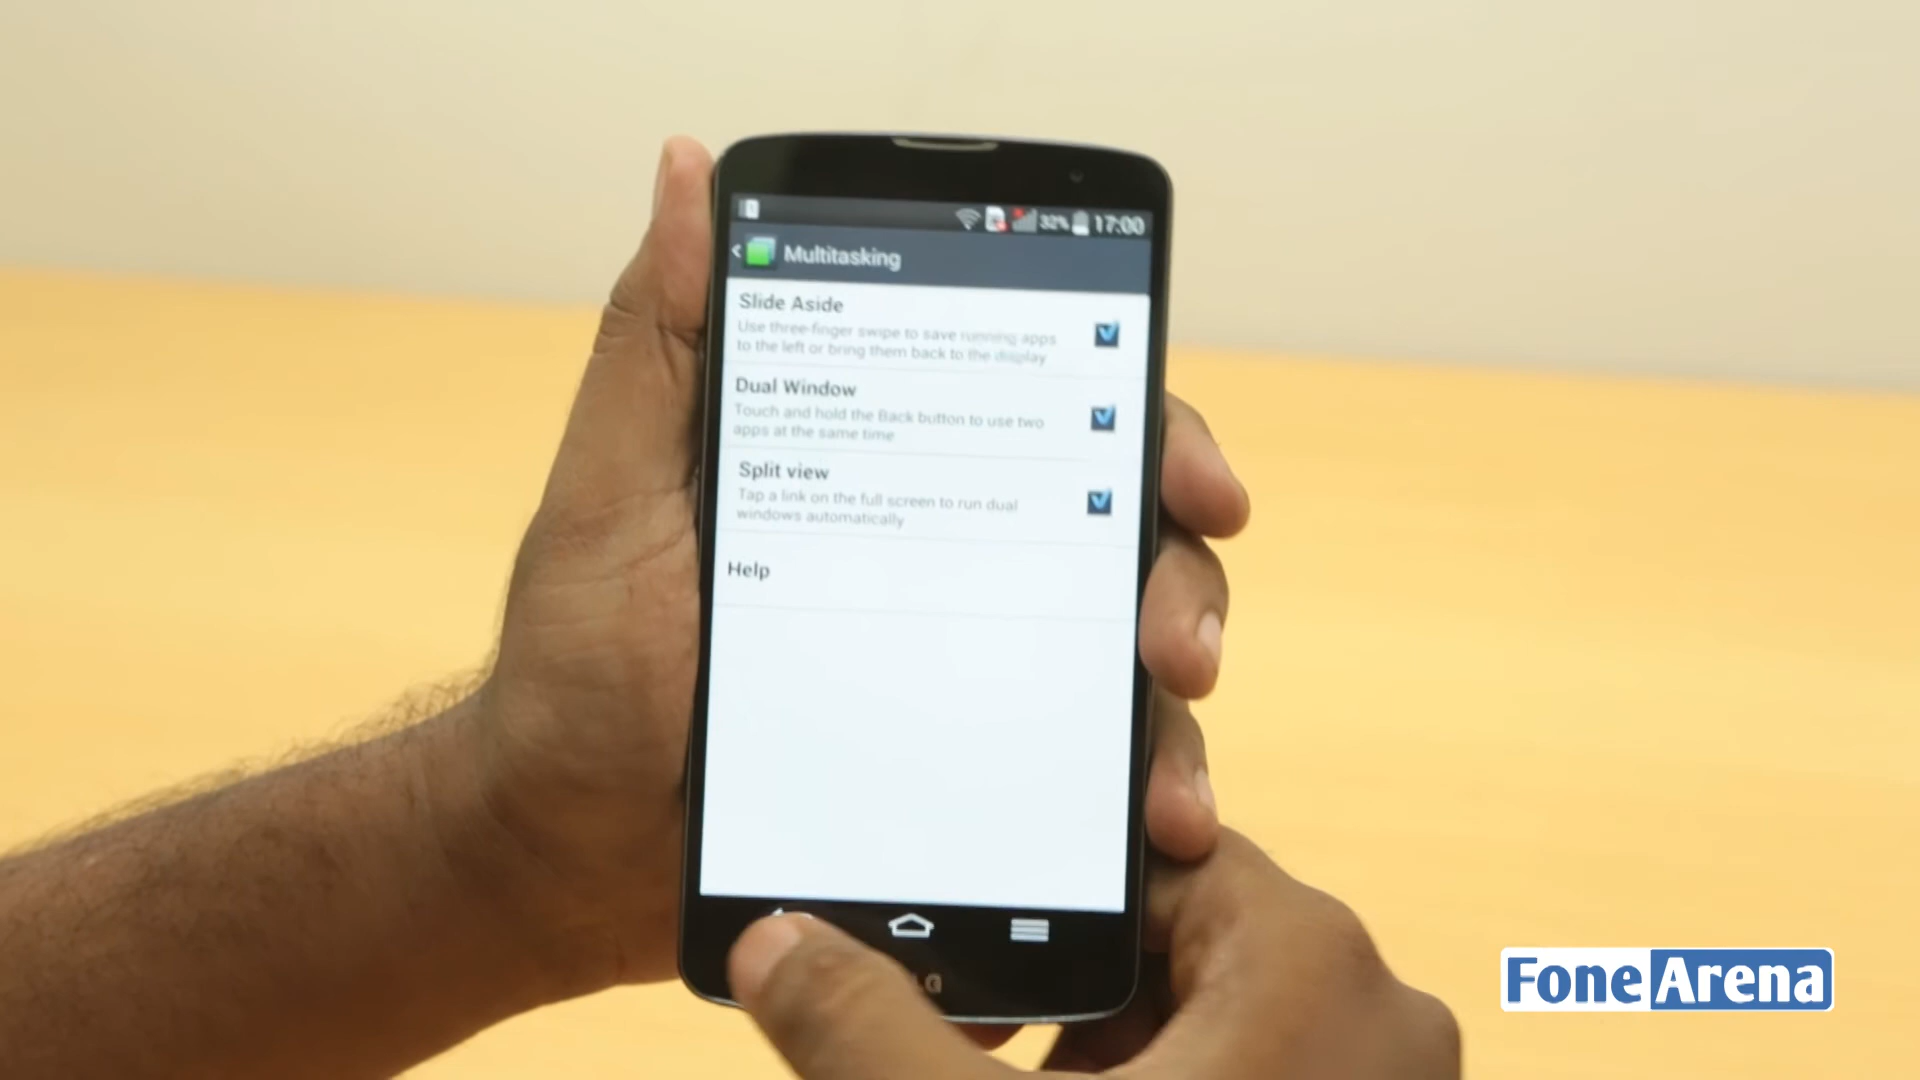 32% 17:00
Multitasking
Slide Aside
Use three-finger swipe to save running apps
to the left or bring them back to the display
Dual Window
Touch and hold the Back button to use two
apps at the same time
Split view
Tap a link on the full screen to run dual
windows automatically
Help
G
FoneArena